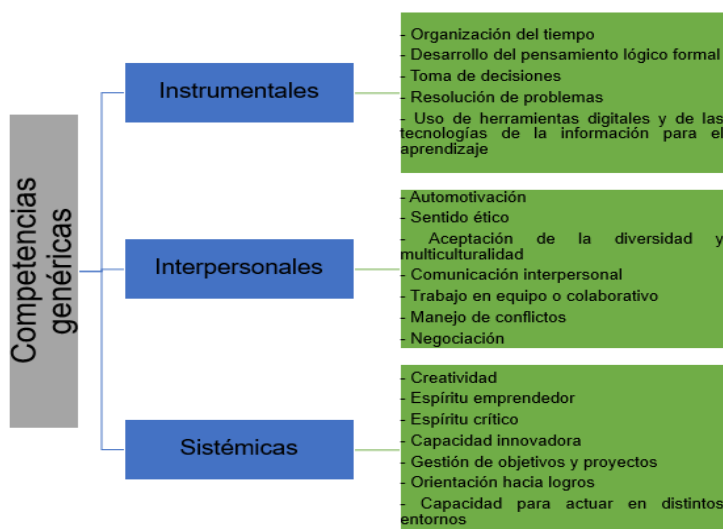 Competencias
genéricas
Instrumentales
- Organización del tiempo
- Desarrollo del pensamiento lógico formal
- Toma de decisiones
- Resolución de problemas
- Uso de herramientas digitales y de las
tecnologías de la información para el
aprendizaje
Interpersonales
- Automotivación
- Sentido ético
- Aceptación de la diversidad y
multiculturalidad
- Comunicación interpersonal
- Trabajo en equipo o colaborativo
- Manejo de conflictos
- Negociación
Sistémicas
- Creatividad
- Espíritu emprendedor
- Espíritu crítico
- Capacidad innovadora
- Gestión de objetivos y proyectos
- Orientación hacia logros
- Capacidad para actuar en distintos
entornos